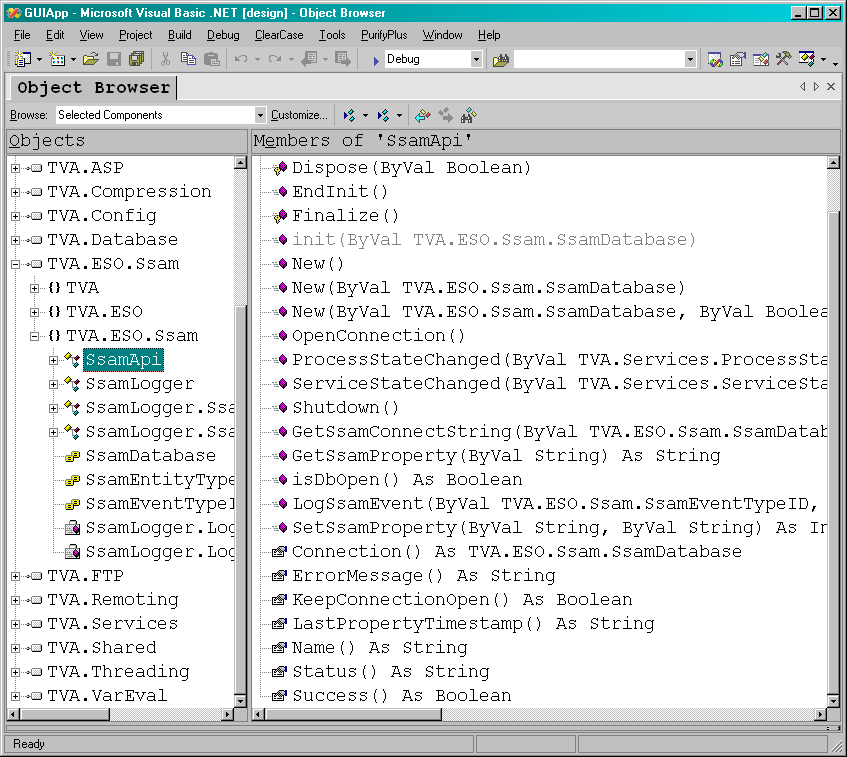 GUIApp - Microsoft Visual Basic .NET [design] - Object Browser
File Edit View Project Build Debug ClearCase Tools PurifyPlus Window Help
Debug
Object Browser
Browse: Selected Components Customize...
Objects
TVA.ASP
TVA.Compression
TVA.Config
TVA.Database
TVA.ESO.Ssam
{} TVA
{} TVA.ESO
{} TVA.ESO.Ssam
SsamApi
SsamLogger
SsamLogger.Ssa
SsamLogger.Ssa
SsamDatabase
SsamEntityType
SsamEventTypeI
SsamLogger.Log
SsamLogger.Log
TVA.FTP
TVA.Remoting
TVA.Services
TVA.Shared
TVA.Threading
TVA.VarEval
Members of 'SsamApi'
Dispose(ByVal Boolean)
EndInit()
Finalize()
init(ByVal TVA.ESO.Ssam.SsamDatabase)
New()
New(ByVal TVA.ESO.Ssam.SsamDatabase)
New(ByVal TVA.ESO.Ssam.SsamDatabase, ByVal Boolea
OpenConnection()
ProcessStateChanged(ByVal TVA.Services.ProcessSta
ServiceStateChanged(ByVal TVA.Services.ServiceSta
Shutdown()
GetSsamConnectString(ByVal TVA.ESO.Ssam.SsamDatab
GetSsamProperty(ByVal String) As String
isDbOpen() As Boolean
LogSsamEvent(ByVal TVA.ESO.Ssam.SsamEventTypeID,
SetSsamProperty(ByVal String, ByVal String) As In
Connection() As TVA.ESO.Ssam.SsamDatabase
ErrorMessage() As String
KeepConnectionOpen() As Boolean
LastPropertyTimestamp() As String
Name() As String
Status() As String
Success() As Boolean
Ready